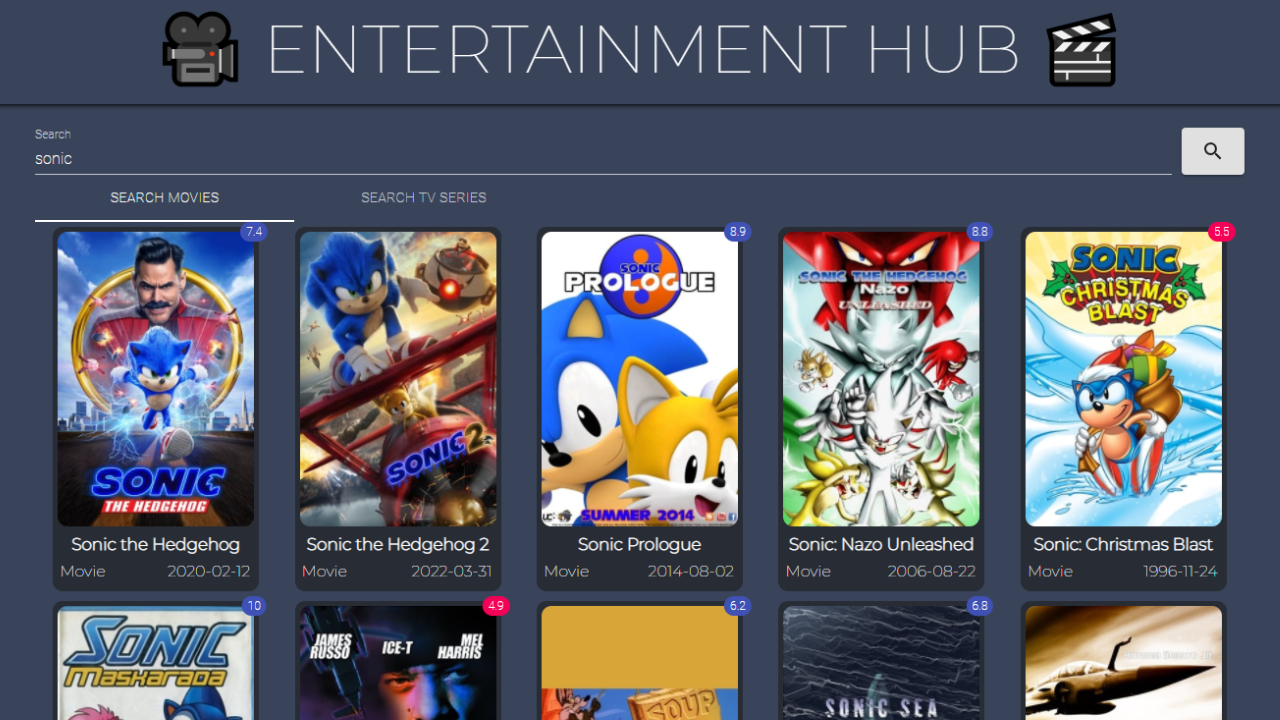 ENTERTAINMENT HUB
Search
sonic
SEARCH MOVIES
SEARCH TV SERIES
7.4
8.9
8.8
5.5
SONIC
THE HEDGEHOG
SONIC 2
SONIC
PROLOGUE
SUMMER 2014
SONIC THE HEDGEHOG
Nazo
UNLEASHED
SONIC
CHRISTMAS
BLAST
Sonic the Hedgehog
Sonic the Hedgehog 2
Sonic Prologue
Sonic: Nazo Unleashed
Sonic: Christmas Blast
Movie 2020-02-12
Movie 2022-03-31
Movie 2014-08-02
Movie 2006-08-22
Movie 1996-11-24
10
4.9
6.2
6.8
SONIC
Maskarada
JAMES RUSSO
ICE-T
MEL HARRIS
SOUP
SONIC SEA